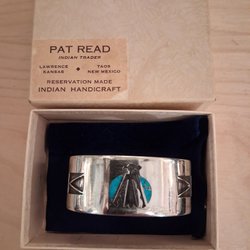 PAT READ
INDIAN TRADER
LAWRENCE KANSAS • TAOS NEW MEXICO
RESERVATION MADE
INDIAN HANDICRAFT